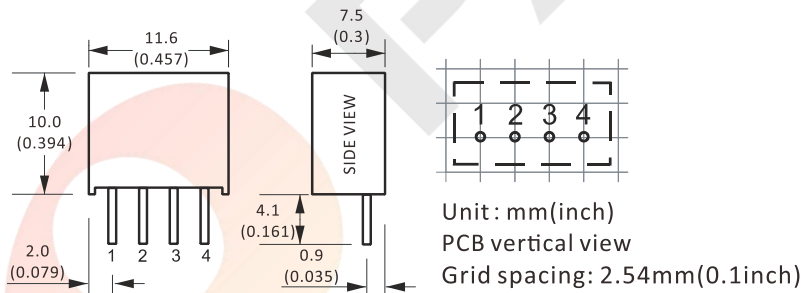 11.6
(0.457)
7.5
(0.3)
10.0
(0.394)
SIDE VIEW
1 2 3 4
4.1
(0.161)
2.0
(0.079)
1 2 3 4
0.9
(0.035)
Unit : mm(inch)
PCB vertical view
Grid spacing: 2.54mm(0.1inch)